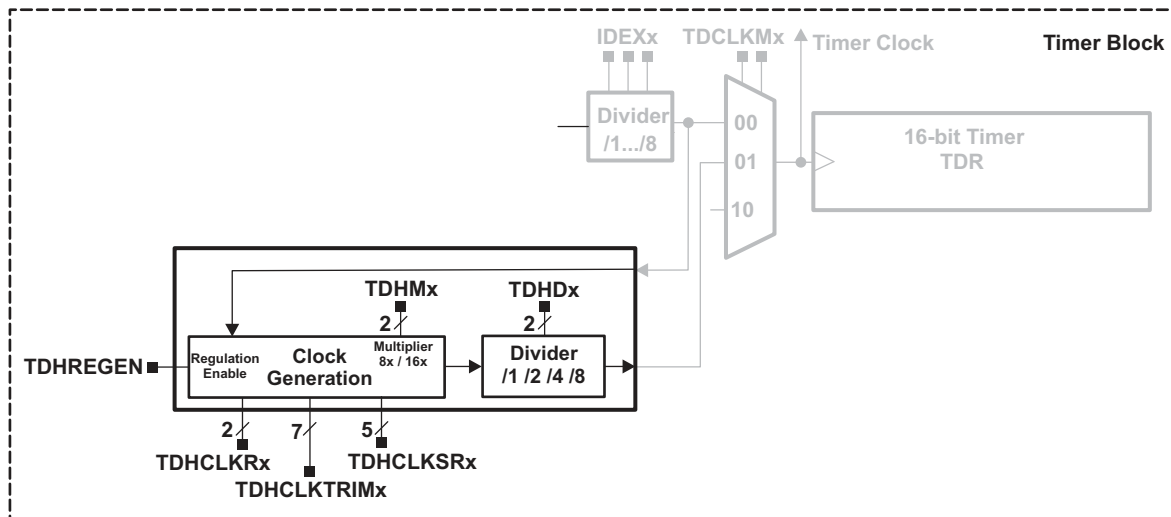 IDEXx
TDCLKMx
Timer Clock
Timer Block
Divider
/1.../8
00
01
10
16-bit Timer
TDR
TDHMx
TDHDx
2
2
TDHREGEN
Regulation
Enable
Clock
Generation
Multiplier
8x / 16x
Divider
/1 /2 /4 /8
2
7
5
TDHCLKRx
TDHCLKSRx
TDHCLKTRIMx